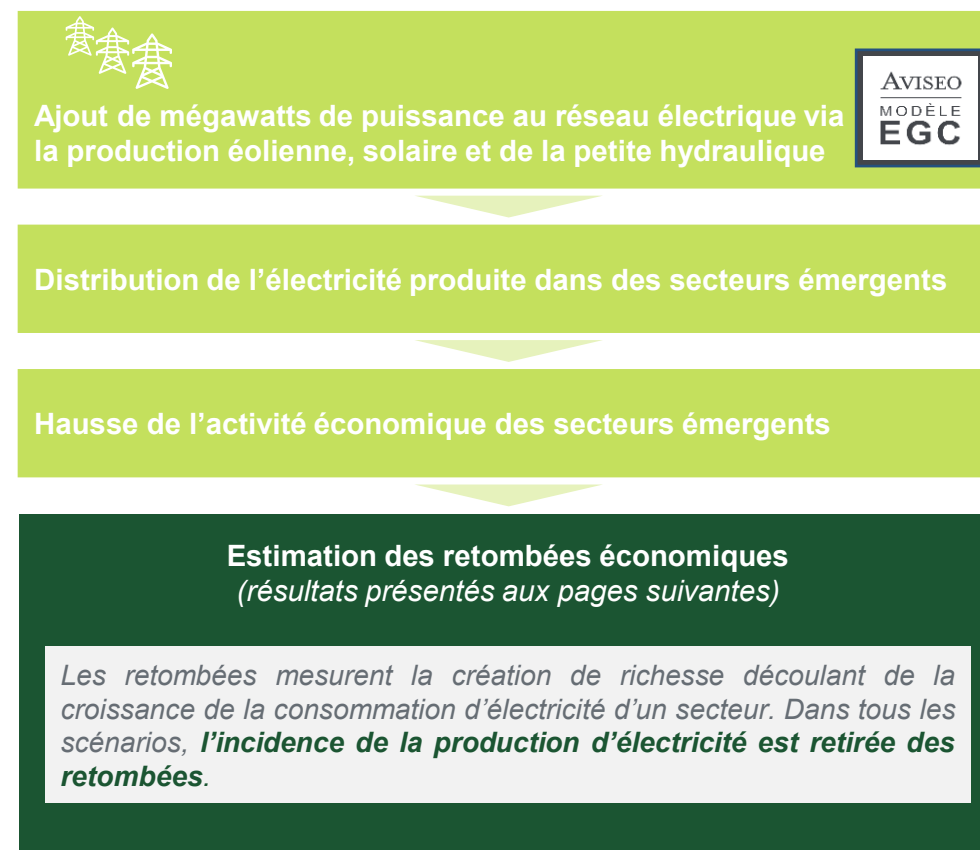 Ajout de mégawatts de puissance au réseau électrique via
la production éolienne, solaire et de la petite hydraulique
AVISEO
MODÈLE
EGC
Distribution de l'électricité produite dans des secteurs émergents
Hausse de l'activité économique des secteurs émergents
Estimation des retombées économiques
(résultats présentés aux pages suivantes)
Les retombées mesurent la création de richesse découlant de la
croissance de la consommation d'électricité d'un secteur. Dans tous les
scénarios, l'incidence de la production d'électricité est retirée des
retombées.